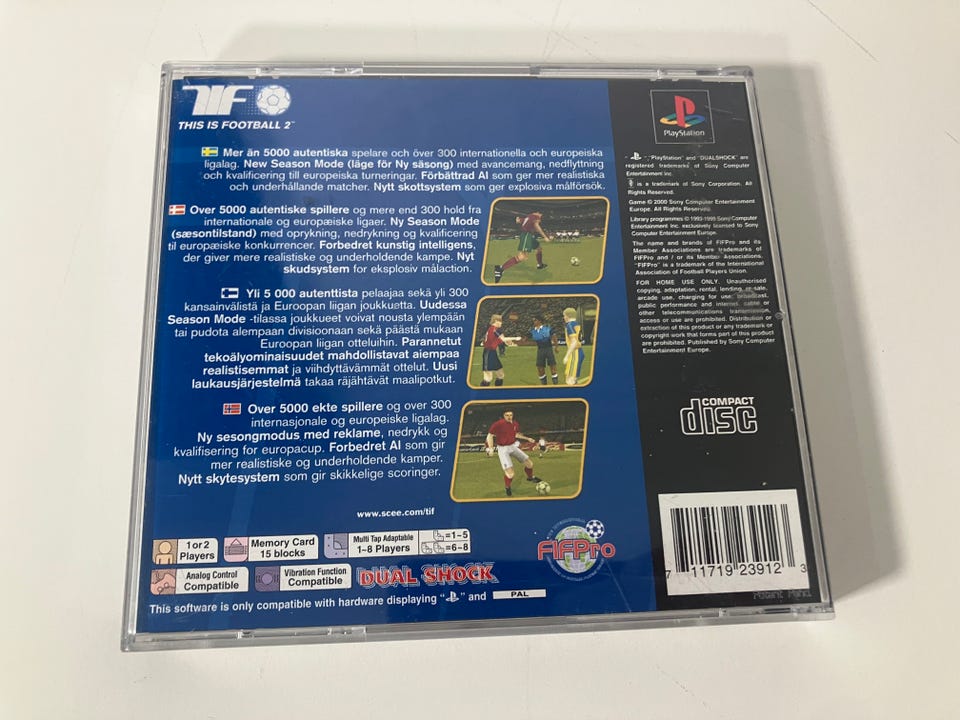 TIF
THIS IS FOOTBALL 2™
Mer än 5000 autentiska spelare och över 300 internationella och europeiska
ligalag. New Season Mode (läge för Ny säsong) med avancemang, nedflyttning
och kvalificering till europeiska turneringar. Förbättrad AI som ger mer realistiska
och underhållande matcher. Nytt skottsystem som ger explosiva målförsök.
Over 5000 autentiske spillere og mere end 300 hold fra
internationale og europæiske ligaer. Ny Season Mode
(sæsontilstand) med oprykning, nedrykning og kvalificering
til europæiske konkurrencer. Forbedret kunstig intelligens,
der giver mere realistiske og underholdende kampe. Nyt
skudsystem for eksplosiv målaction.
Yli 5 000 autenttista pelaajaa sekä yli 300
kansainvälistä ja Euroopan liigan joukkuetta. Uudessa
Season Mode -tilassa joukkueet voivat nousta ylempään
tai pudota alempaan divisioonaan sekä päästä mukaan
Euroopan liigan otteluihin. Parannetut
tekoälyominaisuudet mahdollistavat aiempaa
realistisemmat ja viihdyttävämmät ottelut. Uusi
laukausjärjestelmä takaa räjähtävät maalipotkut.
Over 5000 ekte spillere og over 300
internasjonale og europeiske ligalag.
Ny sesongmodus med reklame, nedrykk og
kvalifisering for europacup. Forbedret AI som gir
mer realistiske og underholdende kamper.
Nytt skytesystem som gir skikkelige scoringer.
www.scee.com/tif
1 or 2
Players
Memory Card
15 blocks
Multi Tap Adaptable
1-8 Players
=1-5
=6-8
Analog Control
Compatible
Vibration Function
Compatible
DUAL SHOCK
FIFPro
This software is only compatible with hardware displaying " " and PAL
PlayStation
" ", "PlayStation" and "DUALSHOCK" are
registered trademarks of Sony Computer
Entertainment Inc.
is a trademark of Sony Corporation. All
Rights Reserved.
Game © 2000 Sony Computer Entertainment
Europe. All Rights Reserved.
Library programmes © 1993-1999 Sony Computer
Entertainment Inc. exclusively licensed to Sony
Computer Entertainment Europe.
The name and brands of FIFPro and its
Member Associations are trademarks of
FIFPro and / or its Member Associations.
"FIFPro" is a trademark of the International
Association of Football Players Union.
FOR HOME USE ONLY. Unauthorised
copying, adaptation, rental, lending, re-sale,
arcade use, charging for use, broadcast,
public performance and internet, cable or
other telecommunications transmission,
access or use are prohibited. Distribution or
extraction of this product or any trademark or
copyright work that forms part of this product
are prohibited. Published by Sony Computer
Entertainment Europe.
COMPACT
disc
7 11719 23912 3